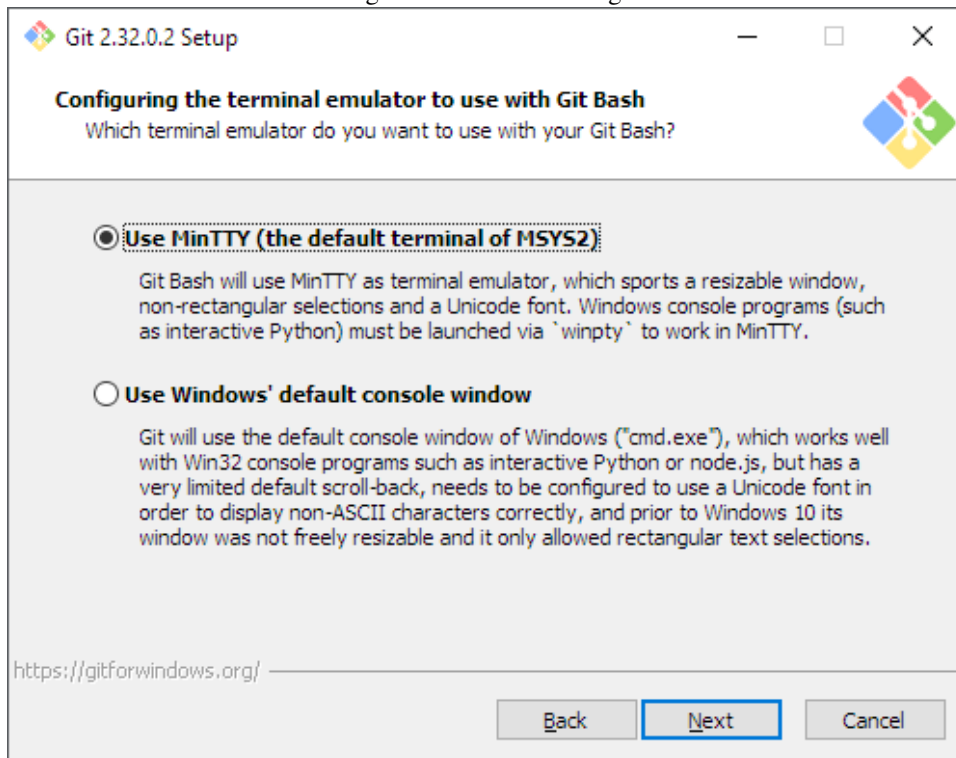 Git 2.32.0.2 Setup
Configuring the terminal emulator to use with Git Bash
Which terminal emulator do you want to use with your Git Bash?
Use MinTTY (the default terminal of MSYS2)
Git Bash will use MinTTY as terminal emulator, which sports a resizable window,
non-rectangular selections and a Unicode font. Windows console programs (such
as interactive Python) must be launched via `winpty` to work in MinTTY.
Use Windows' default console window
Git will use the default console window of Windows ("cmd.exe"), which works well
with Win32 console programs such as interactive Python or node.js, but has a
very limited default scroll-back, needs to be configured to use a Unicode font in
order to display non-ASCII characters correctly, and prior to Windows 10 its
window was not freely resizable and it only allowed rectangular text selections.
https://gitforwindows.org/
Back Next Cancel